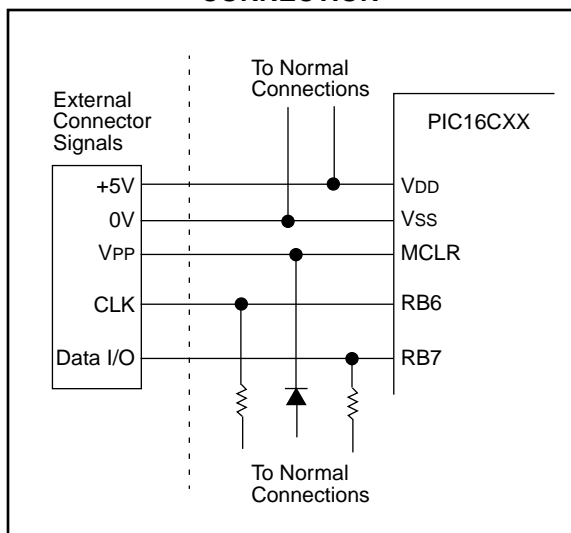 To Normal
Connections
External
Connector
Signals
PIC16CXX
+5V
VDD
0V
VSS
VPP
MCLR
CLK
RB6
Data I/O
RB7
To Normal
Connections